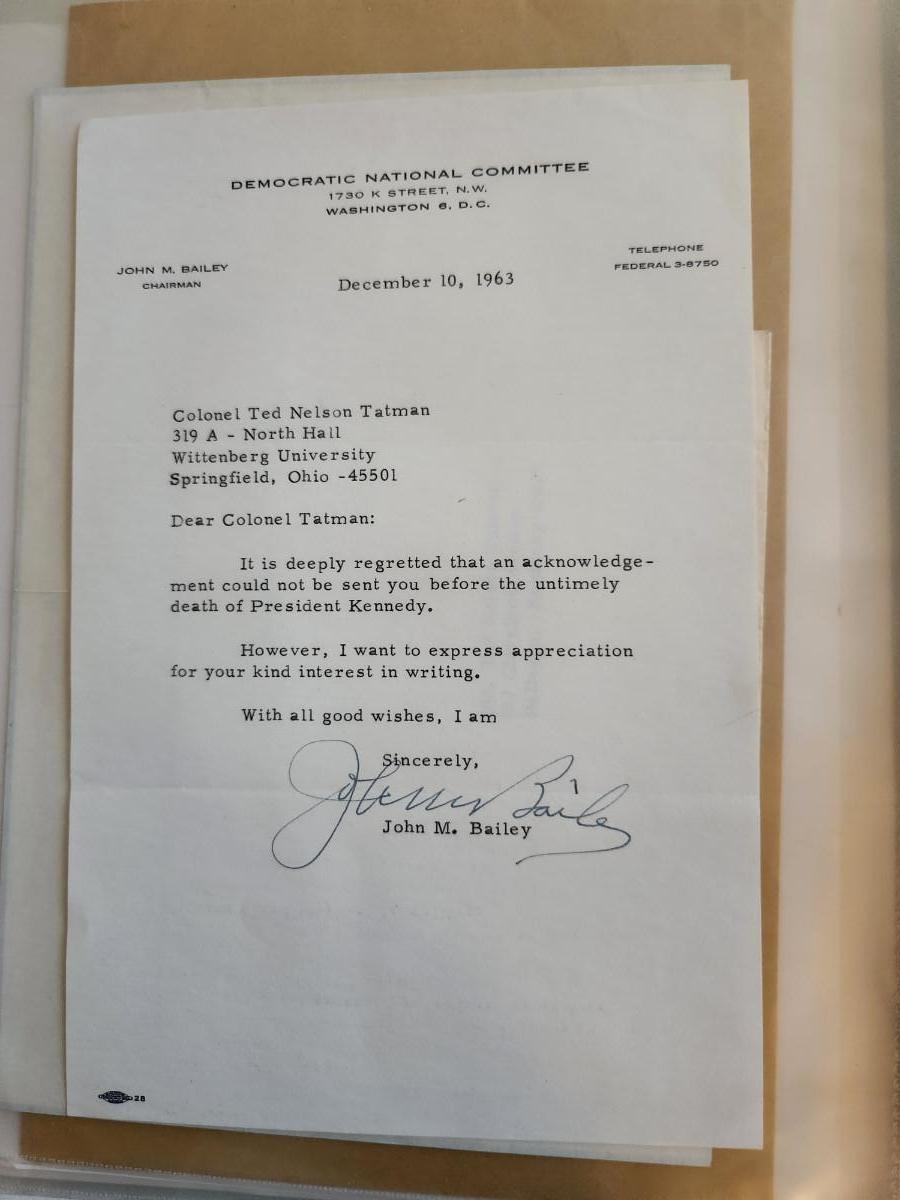 DEMOCRATIC NATIONAL COMMITTEE
1730 K STREET, N.W.
WASHINGTON 6, D.C.
JOHN M. BAILEY
CHAIRMAN
TELEPHONE
FEDERAL 3-8750
December 10, 1963
Colonel Ted Nelson Tatman
319 A - North Hall
Wittenberg University
Springfield, Ohio -45501
Dear Colonel Tatman:
It is deeply regretted that an acknowledge-
ment could not be sent you before the untimely
death of President Kennedy.
However, I want to express appreciation
for your kind interest in writing.
With all good wishes, I am
Sincerely,
John M Bailey
John M. Bailey
28